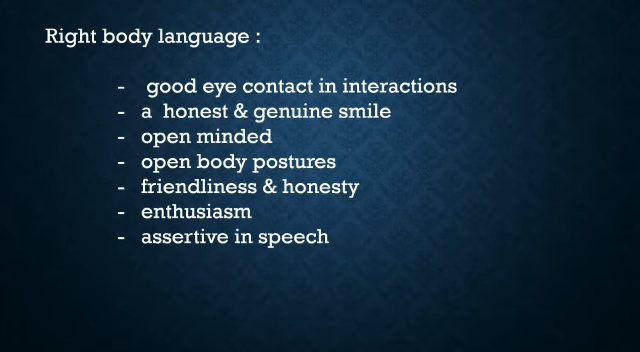 Right body language :
- good eye contact in interactions
- a honest & genuine smile
- open minded
- open body postures
- friendliness & honesty
- enthusiasm
- assertive in speech